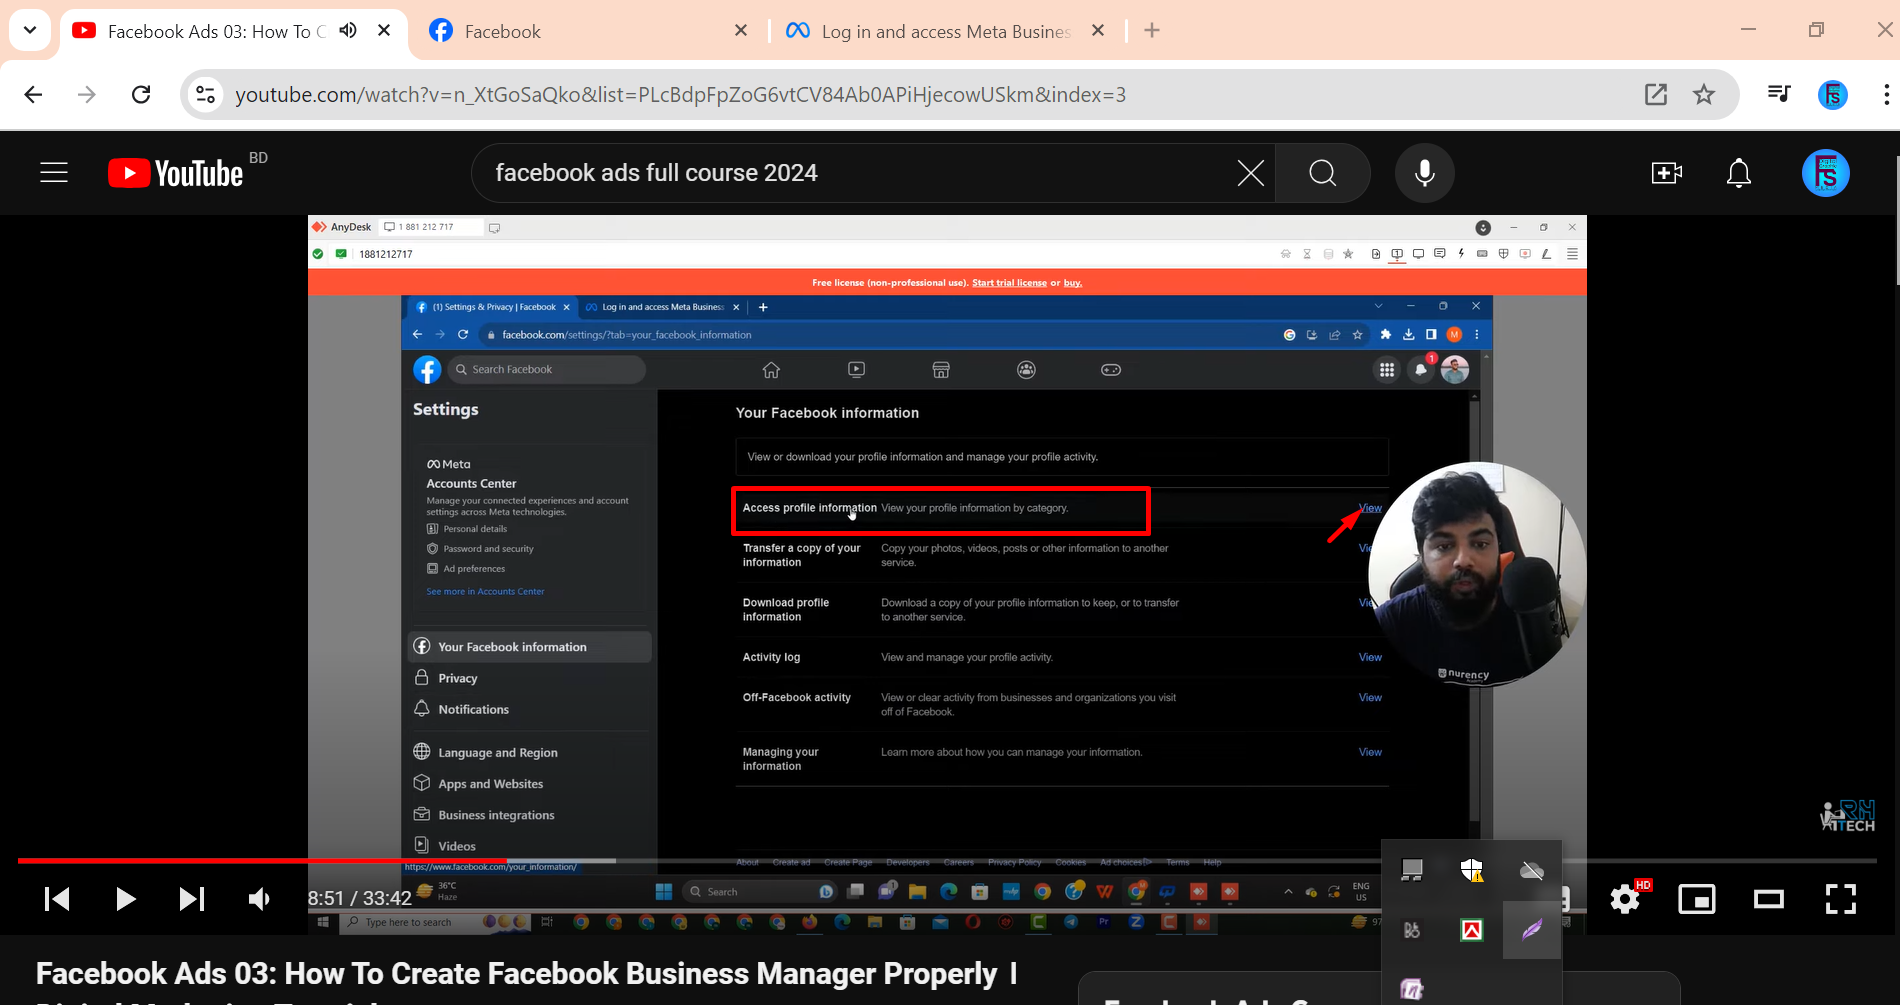 Facebook Ads 03: How To C
Facebook
Log in and access Meta Busines
youtube.com/watch?v=n_XtGoSaQko&list=PLcBdpFpZoG6vtCV84Ab0APiHjecowUSkm&index=3
YouTube BD
facebook ads full course 2024
AnyDesk 1 881 212 717
1881212717
Free license (non-professional use). Start trial license or buy.
(1) Settings & Privacy | Facebook
Log in and access Meta Business
facebook.com/settings/?tab=your_facebook_information
M
Search Facebook
1
Settings
Meta
Accounts Center
Manage your connected experiences and account
settings across Meta technologies.
Personal details
Password and security
Ad preferences
See more in Accounts Center
Your Facebook information
Privacy
Notifications
Language and Region
Apps and Websites
Business integrations
Videos
https://www.facebook.com/your_information/
Your Facebook information
View or download your profile information and manage your profile activity.
Access profile information View your profile information by category. View
Transfer a copy of your
information
Copy your photos, videos, posts or other information to another
service.
Download profile
information
Download a copy of your profile information to keep, or to transfer
to another service.
Activity log View and manage your profile activity. View
Off-Facebook activity View or clear activity from businesses and organizations you visit
off of Facebook. View
Managing your
information
Learn more about how you can manage your information. View
nurency
About Create ad Create Page Developers Careers Privacy Policy Cookies Ad choices Terms Help
RH
TECH
36°C
Haze
Search
ENG
US
8:51 / 33:42
HD
Type here to search
97
Facebook Ads 03: How To Create Facebook Business Manager Properly I